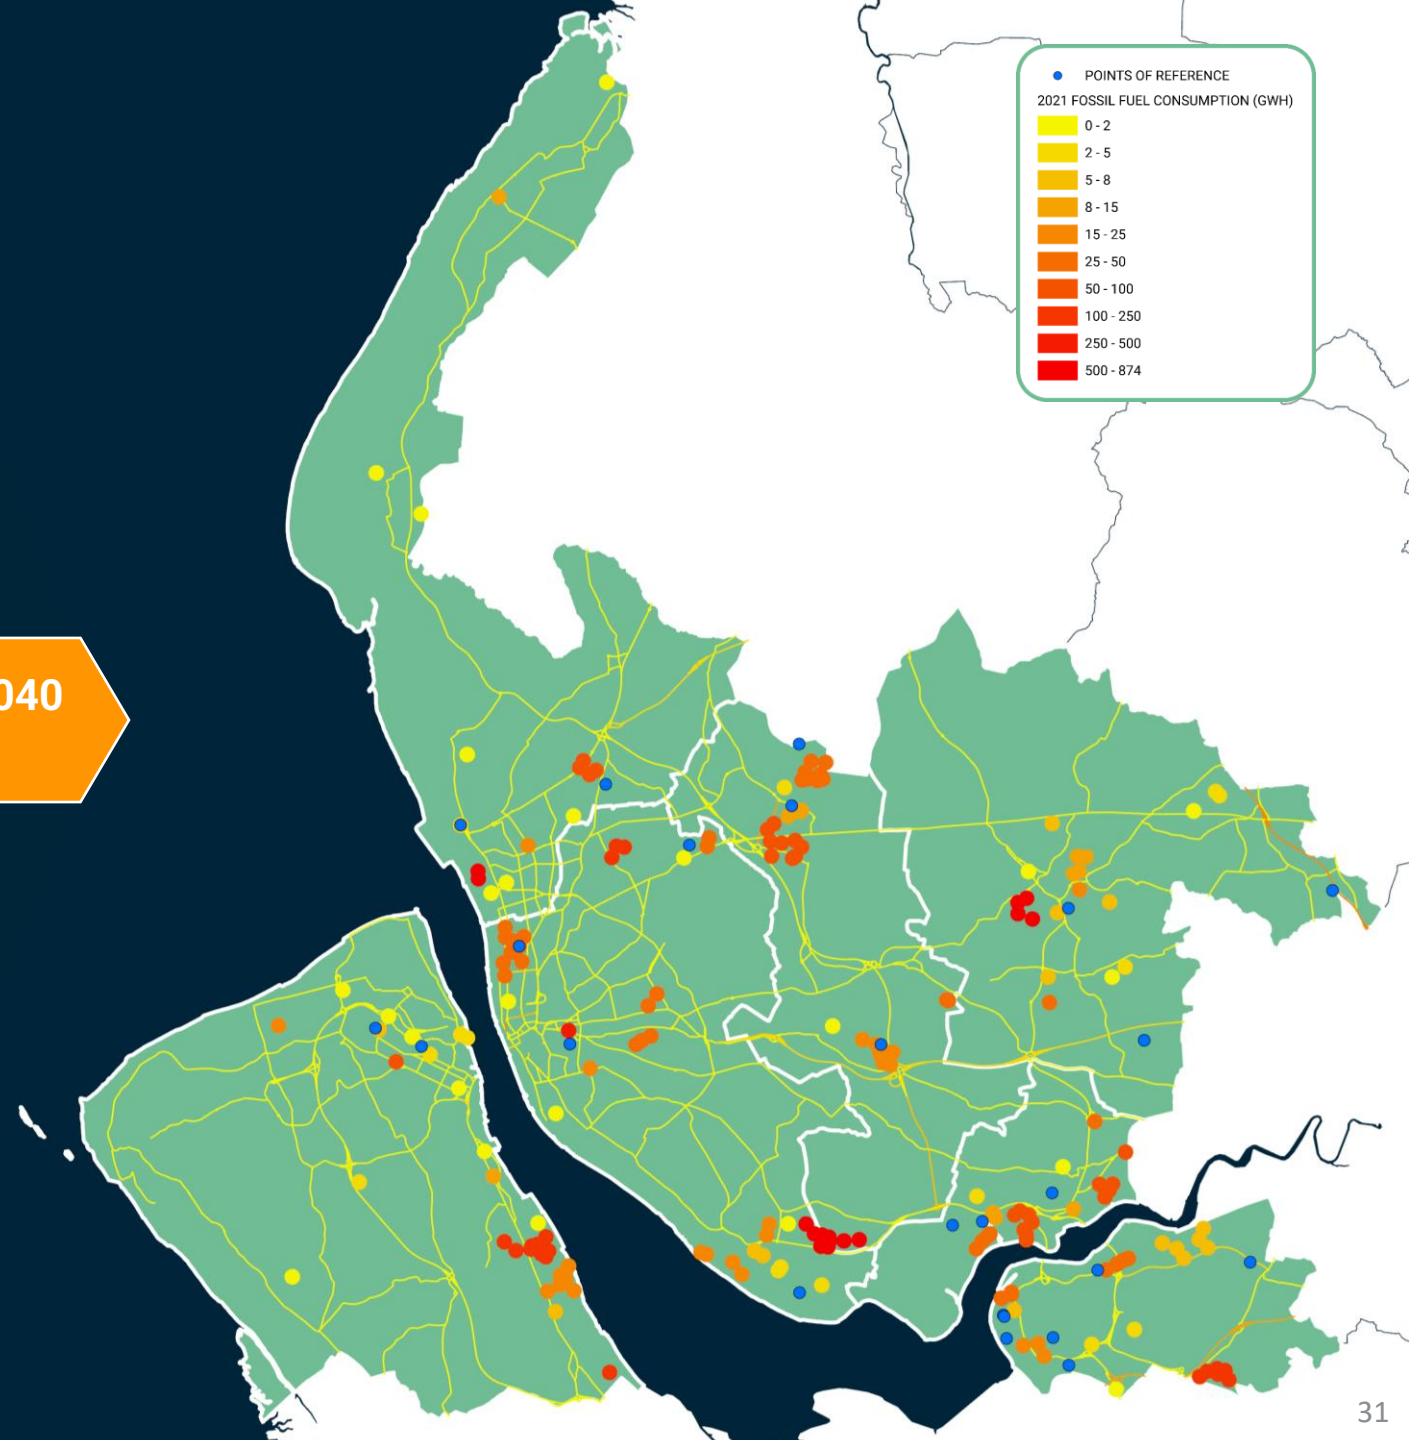 POINTS OF REFERENCE
2021 FOSSIL FUEL CONSUMPTION (GWH)
0 - 2
2 - 5
5 - 8
8 - 15
15 - 25
25 - 50
50 - 100
100 - 250
250 - 500
500 - 874
040
31